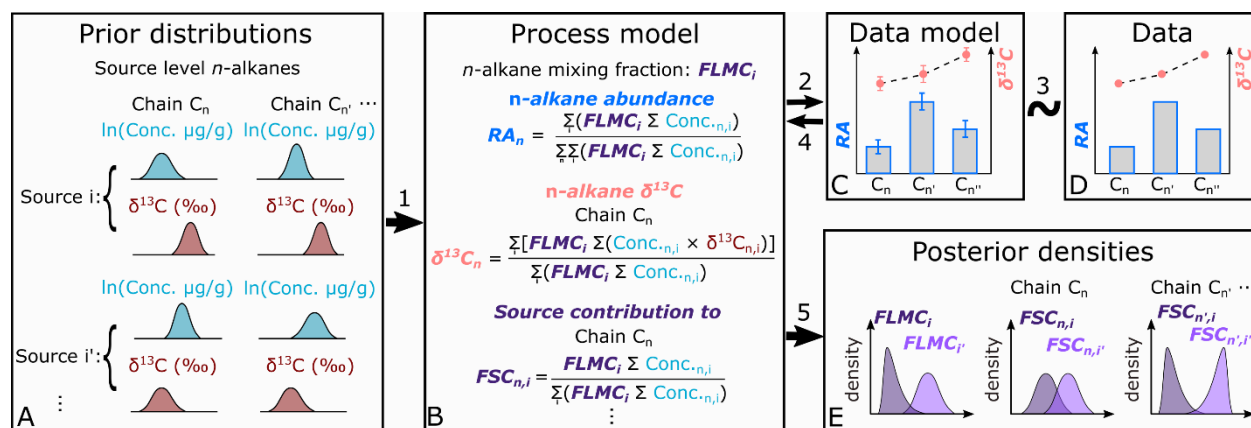 Prior distributions
Source level n-alkanes
Chain Cₙ
Chain Cₙ' ⋯
ln(Conc. µg/g)
ln(Conc. µg/g)
Source i:
δ¹³C (‰)
δ¹³C (‰)
ln(Conc. µg/g)
ln(Conc. µg/g)
Source i':
δ¹³C (‰)
δ¹³C (‰)
⋮
A
1
Process model
n-alkane mixing fraction: FLMCᵢ
n-alkane abundance
RAₙ = Σᵢ(FLMCᵢ Σ Conc.ₙ,ᵢ) / ΣₙΣᵢ(FLMCᵢ Σ Conc.ₙ,ᵢ)
n-alkane δ¹³C
Chain Cₙ
δ¹³Cₙ = Σᵢ[FLMCᵢ Σ(Conc.ₙ,ᵢ × δ¹³Cₙ,ᵢ)] / Σᵢ(FLMCᵢ Σ Conc.ₙ,ᵢ)
Source contribution to
Chain Cₙ
FSCₙ,ᵢ = FLMCᵢ Σ Conc.ₙ,ᵢ / Σᵢ(FLMCᵢ Σ Conc.ₙ,ᵢ)
⋮
B
2
4
Data model
RA
δ¹³C
C
Cₙ Cₙ' Cₙ''
3
~
Data
RA
δ¹³C
D
Cₙ Cₙ' Cₙ''
5
Posterior densities
Chain Cₙ
Chain Cₙ' ⋯
FLMCᵢ
FLMCᵢ'
density
FSCₙ,ᵢ
FSCₙ,ᵢ'
density
FSCₙ',ᵢ
FSCₙ',ᵢ'
density
E